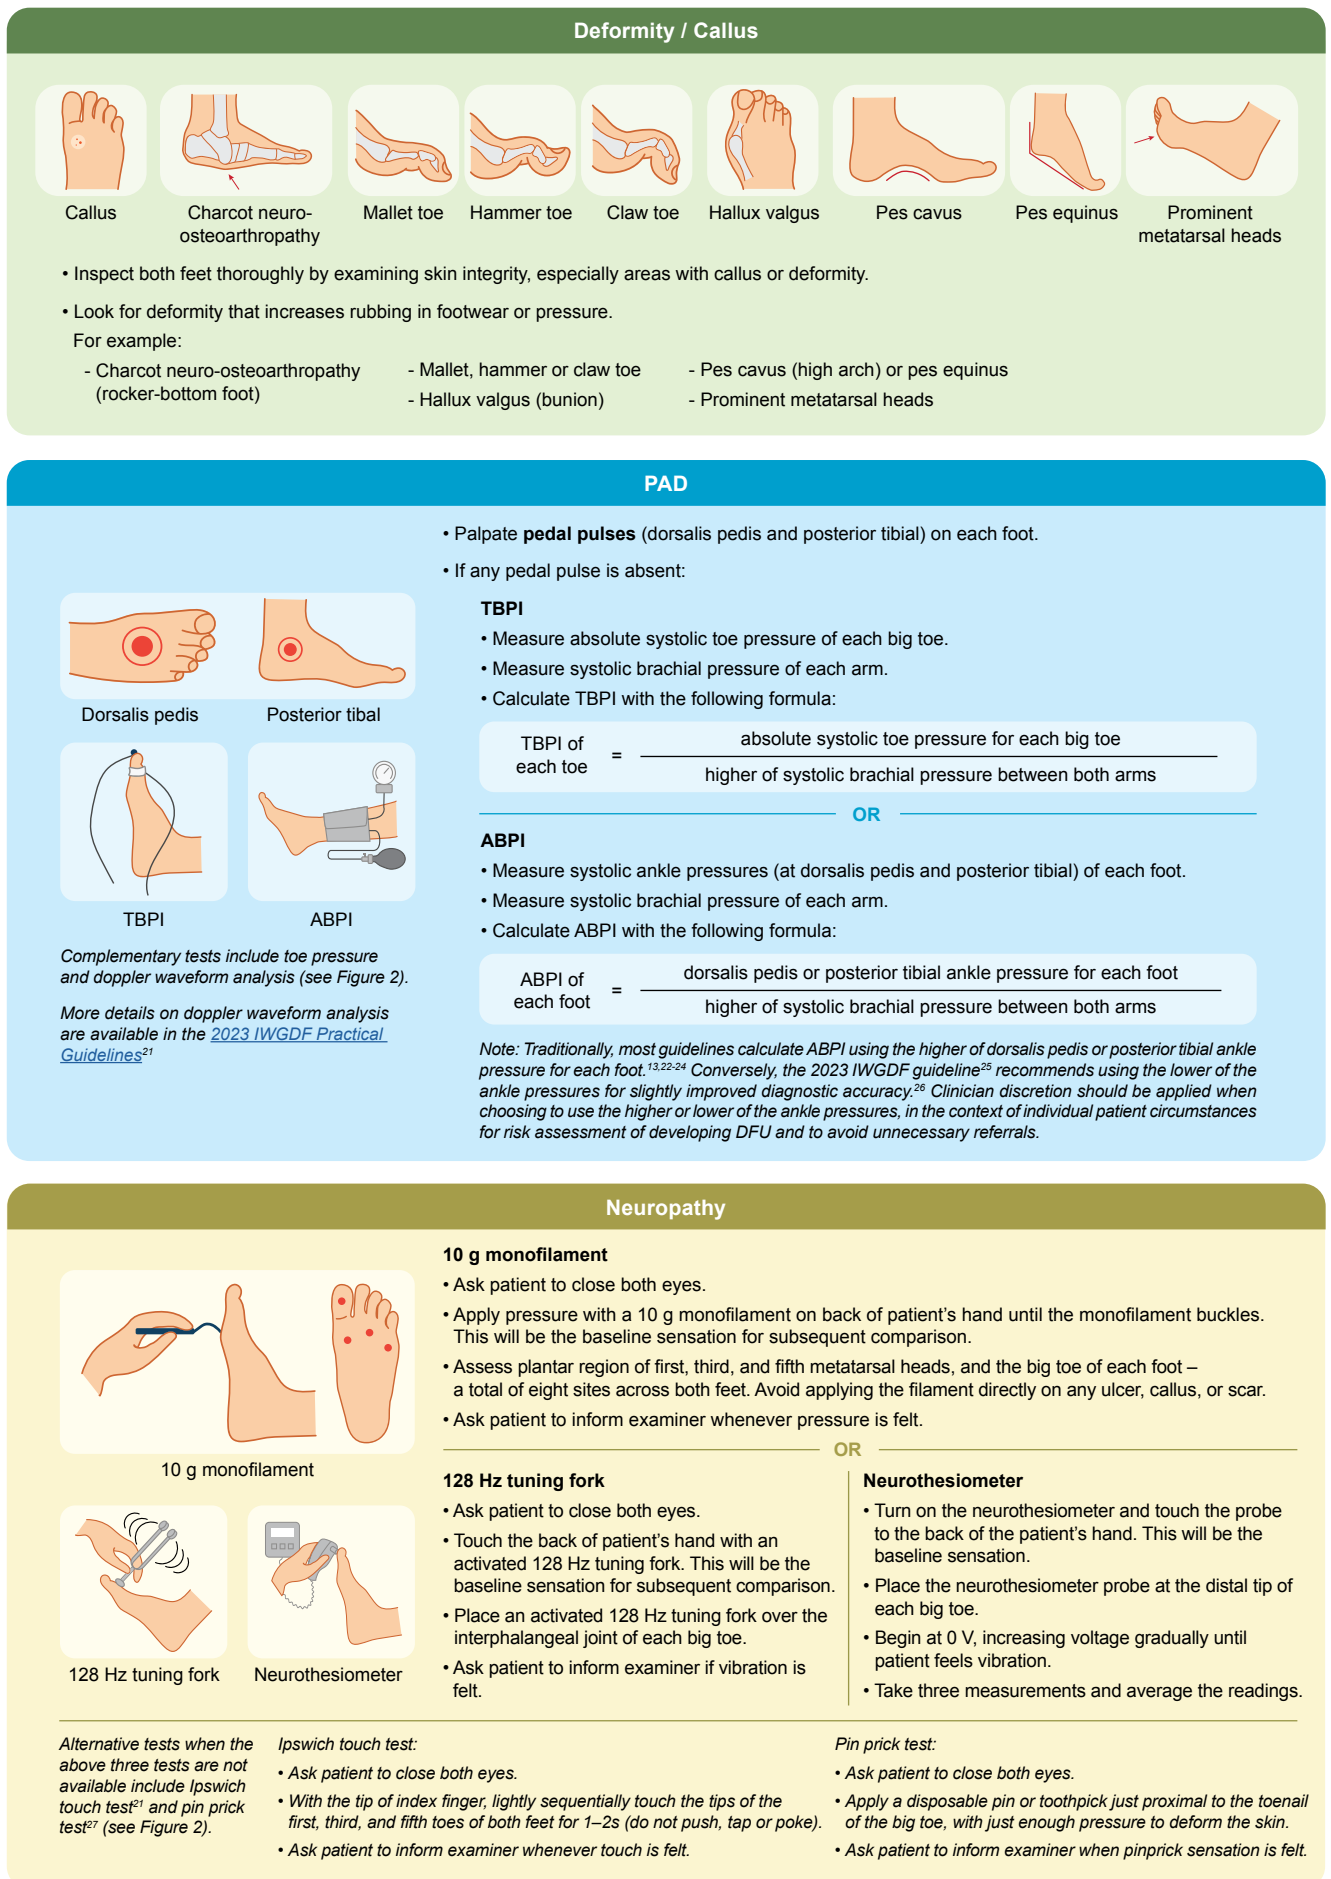 Deformity / Callus
Callus
Charcot neuro-
osteoarthropathy
Mallet toe
Hammer toe
Claw toe
Hallux valgus
Pes cavus
Pes equinus
Prominent
metatarsal heads
• Inspect both feet thoroughly by examining skin integrity, especially areas with callus or deformity.
• Look for deformity that increases rubbing in footwear or pressure.
For example:
- Charcot neuro-osteoarthropathy
(rocker-bottom foot)
- Mallet, hammer or claw toe
- Hallux valgus (bunion)
- Pes cavus (high arch) or pes equinus
- Prominent metatarsal heads
PAD
• Palpate pedal pulses (dorsalis pedis and posterior tibial) on each foot.
• If any pedal pulse is absent:
Dorsalis pedis
Posterior tibal
TBPI
ABPI
Complementary tests include toe pressure
and doppler waveform analysis (see Figure 2).
More details on doppler waveform analysis
are available in the 2023 IWGDF Practical
Guidelines21
TBPI
• Measure absolute systolic toe pressure of each big toe.
• Measure systolic brachial pressure of each arm.
• Calculate TBPI with the following formula:
TBPI of
each toe
=
absolute systolic toe pressure for each big toe
higher of systolic brachial pressure between both arms
OR
ABPI
• Measure systolic ankle pressures (at dorsalis pedis and posterior tibial) of each foot.
• Measure systolic brachial pressure of each arm.
• Calculate ABPI with the following formula:
ABPI of
each foot
=
dorsalis pedis or posterior tibial ankle pressure for each foot
higher of systolic brachial pressure between both arms
Note: Traditionally, most guidelines calculate ABPI using the higher of dorsalis pedis or posterior tibial ankle
pressure for each foot.13,22-24 Conversely, the 2023 IWGDF guideline25 recommends using the lower of the
ankle pressures for slightly improved diagnostic accuracy.26 Clinician discretion should be applied when
choosing to use the higher or lower of the ankle pressures, in the context of individual patient circumstances
for risk assessment of developing DFU and to avoid unnecessary referrals.
Neuropathy
10 g monofilament
128 Hz tuning fork
Neurothesiometer
10 g monofilament
• Ask patient to close both eyes.
• Apply pressure with a 10 g monofilament on back of patient’s hand until the monofilament buckles.
This will be the baseline sensation for subsequent comparison.
• Assess plantar region of first, third, and fifth metatarsal heads, and the big toe of each foot –
a total of eight sites across both feet. Avoid applying the filament directly on any ulcer, callus, or scar.
• Ask patient to inform examiner whenever pressure is felt.
OR
128 Hz tuning fork
• Ask patient to close both eyes.
• Touch the back of patient’s hand with an
activated 128 Hz tuning fork. This will be the
baseline sensation for subsequent comparison.
• Place an activated 128 Hz tuning fork over the
interphalangeal joint of each big toe.
• Ask patient to inform examiner if vibration is
felt.
Neurothesiometer
• Turn on the neurothesiometer and touch the probe
to the back of the patient’s hand. This will be the
baseline sensation.
• Place the neurothesiometer probe at the distal tip of
each big toe.
• Begin at 0 V, increasing voltage gradually until
patient feels vibration.
• Take three measurements and average the readings.
Alternative tests when the
above three tests are not
available include Ipswich
touch test21 and pin prick
test27 (see Figure 2).
Ipswich touch test:
• Ask patient to close both eyes.
• With the tip of index finger, lightly sequentially touch the tips of the
first, third, and fifth toes of both feet for 1–2s (do not push, tap or poke).
• Ask patient to inform examiner whenever touch is felt.
Pin prick test:
• Ask patient to close both eyes.
• Apply a disposable pin or toothpick just proximal to the toenail
of the big toe, with just enough pressure to deform the skin.
• Ask patient to inform examiner when pinprick sensation is felt.